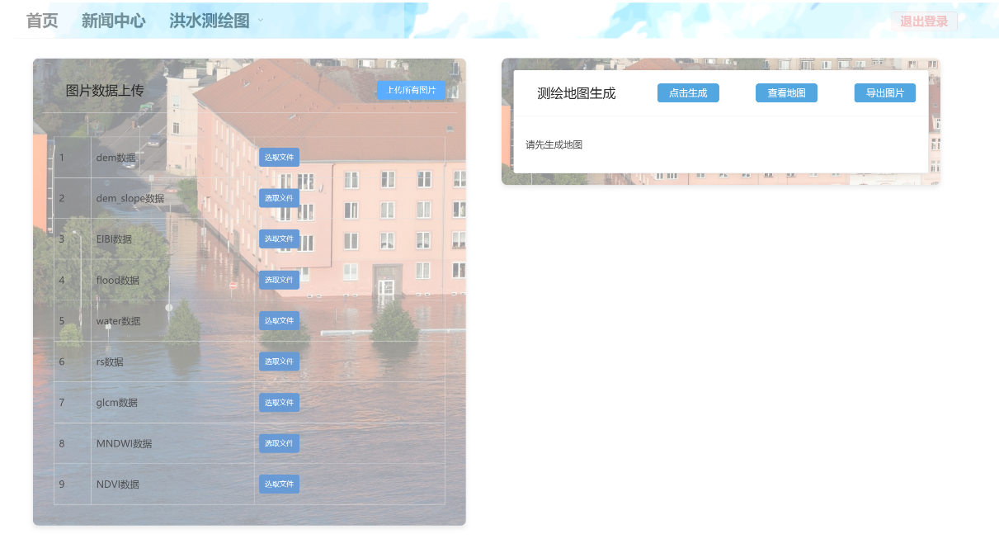 首页 新闻中心 洪水测绘图
退出登录
图片数据上传 上传所有图片
1 dem数据 选取文件
2 dem_slope数据 选取文件
3 EIBI数据 选取文件
4 flood数据 选取文件
5 water数据 选取文件
6 rs数据 选取文件
7 glcm数据 选取文件
8 MNDWI数据 选取文件
9 NDVI数据 选取文件
测绘地图生成 点击生成 查看地图 导出图片
请先生成地图